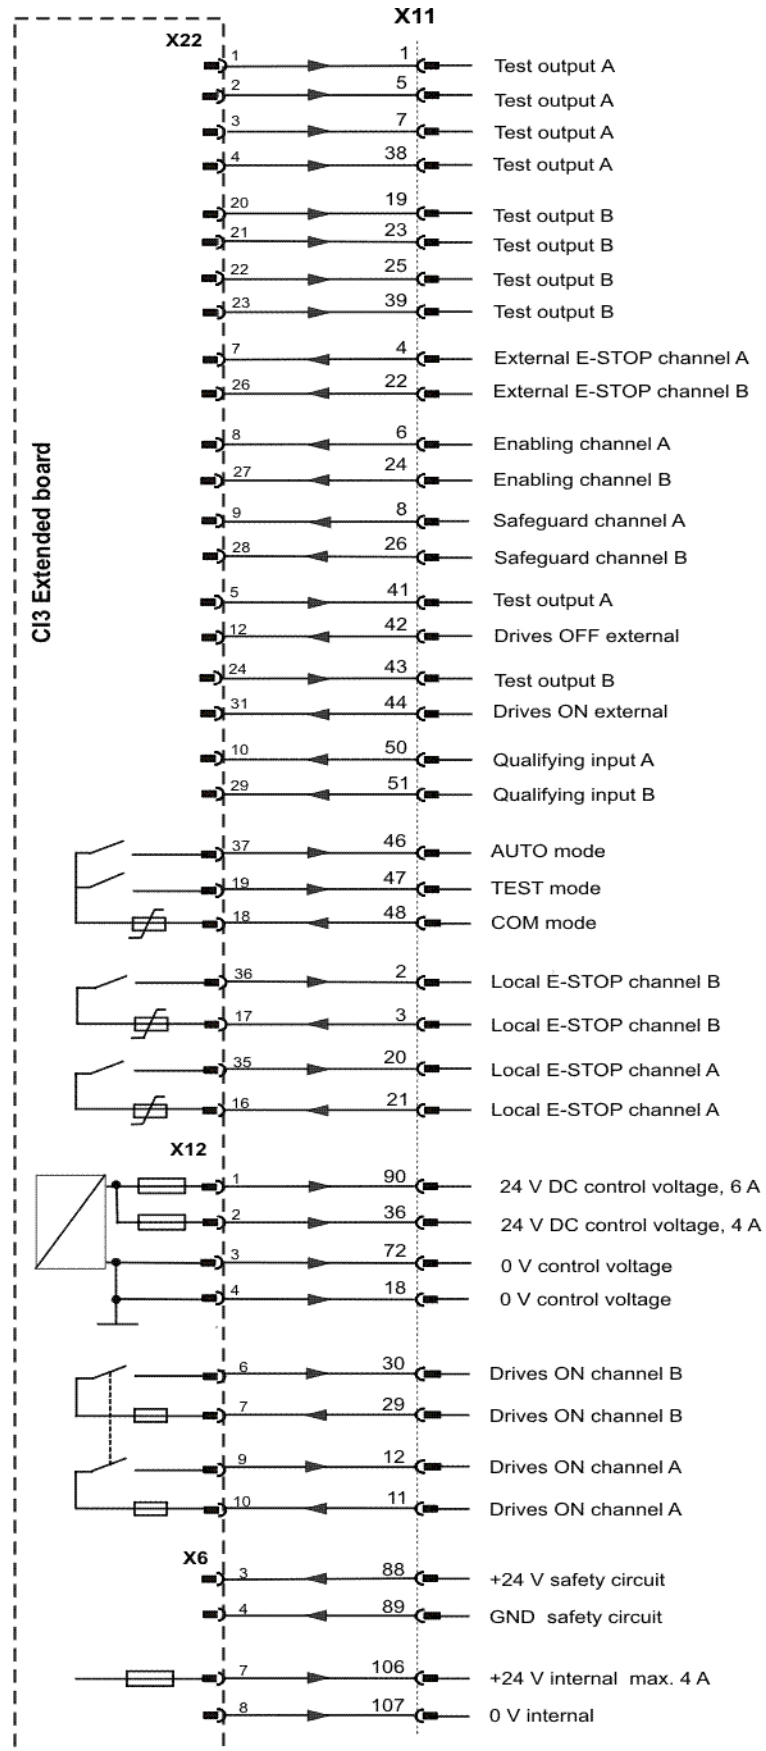 X11
X22
1 1 Test output A
2 5 Test output A
3 7 Test output A
4 38 Test output A
20 19 Test output B
21 23 Test output B
22 25 Test output B
23 39 Test output B
7 4 External E-STOP channel A
26 22 External E-STOP channel B
8 6 Enabling channel A
27 24 Enabling channel B
9 8 Safeguard channel A
28 26 Safeguard channel B
CI3 Extended board
5 41 Test output A
12 42 Drives OFF external
24 43 Test output B
31 44 Drives ON external
10 50 Qualifying input A
29 51 Qualifying input B
37 46 AUTO mode
19 47 TEST mode
18 48 COM mode
36 2 Local E-STOP channel B
17 3 Local E-STOP channel B
35 20 Local E-STOP channel A
16 21 Local E-STOP channel A
X12
1 90 24 V DC control voltage, 6 A
2 36 24 V DC control voltage, 4 A
3 72 0 V control voltage
4 18 0 V control voltage
6 30 Drives ON channel B
7 29 Drives ON channel B
9 12 Drives ON channel A
10 11 Drives ON channel A
X6
3 88 +24 V safety circuit
4 89 GND safety circuit
7 106 +24 V internal max. 4 A
8 107 0 V internal